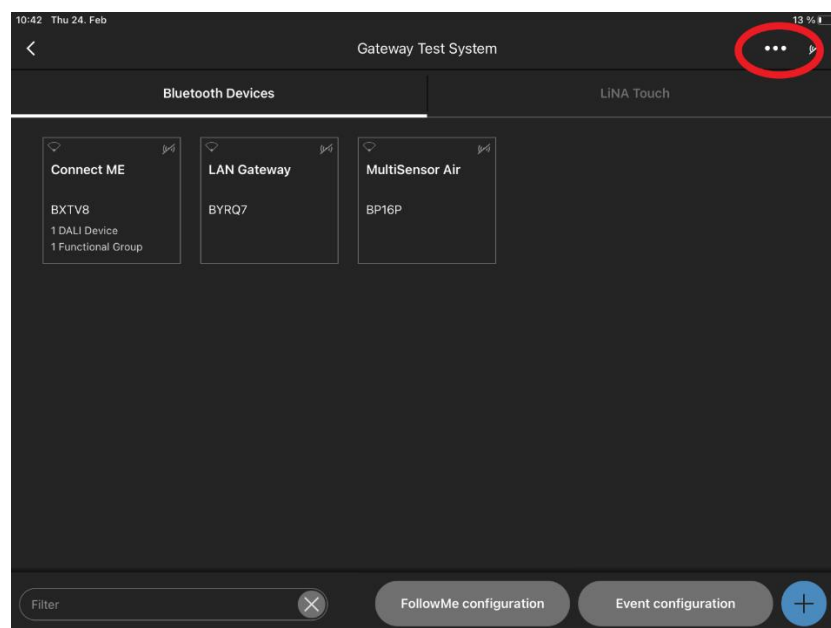 10:42 Thu 24. Feb 13 %
Gateway Test System
Bluetooth Devices LiNA Touch
Connect ME
BXTV8
1 DALI Device
1 Functional Group
LAN Gateway
BYRQ7
MultiSensor Air
BP16P
Filter
FollowMe configuration
Event configuration